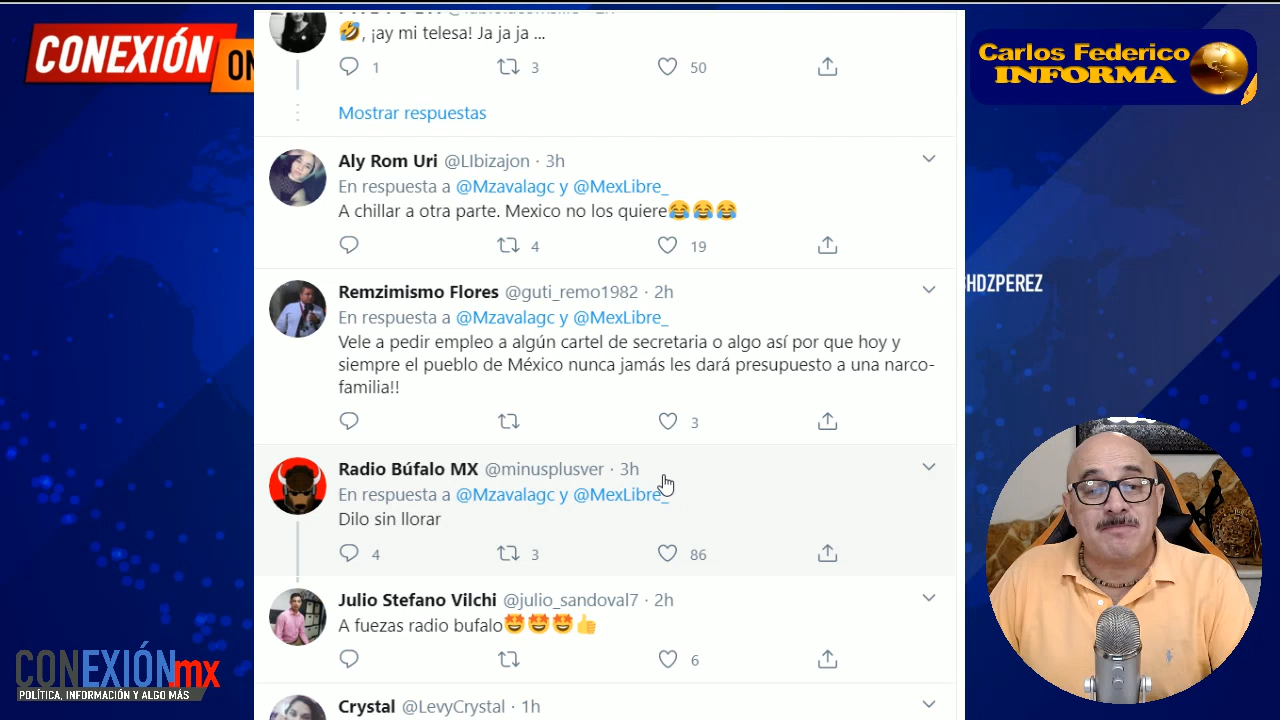 CONEXIÓN
ON
Carlos Federico
INFORMA
🤣, ¡ay mi telesa! Ja ja ja ...
1 3 50
Mostrar respuestas
Aly Rom Uri @LIbizajon · 3h
En respuesta a @Mzavalagc y @MexLibre_
A chillar a otra parte. Mexico no los quiere😂😂😂
4 19
Remzimismo Flores @guti_remo1982 · 2h
En respuesta a @Mzavalagc y @MexLibre_
Vele a pedir empleo a algún cartel de secretaria o algo así por que hoy y
siempre el pueblo de México nunca jamás les dará presupuesto a una narco-
familia!!
3
HDZPEREZ
Radio Búfalo MX @minusplusver · 3h
En respuesta a @Mzavalagc y @MexLibre_
Dilo sin llorar
4 3 86
Julio Stefano Vilchi @julio_sandoval7 · 2h
A fuezas radio bufalo🤩🤩🤩👍
6
Crystal @LevyCrystal · 1h
CONEXIÓN.mx
POLÍTICA, INFORMACIÓN Y ALGO MÁS